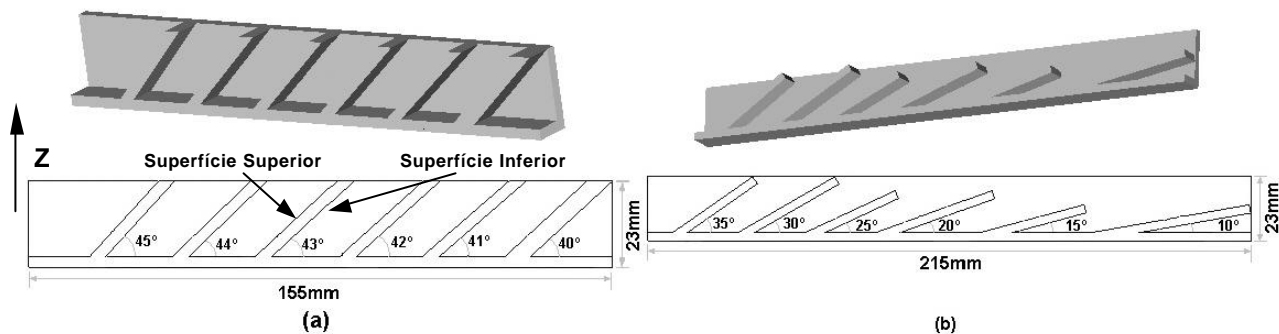 Z
Superfície Superior
Superfície Inferior
45°
44°
43°
42°
41°
40°
23mm
155mm
(a)
35°
30°
25°
20°
15°
10°
23mm
215mm
(b)